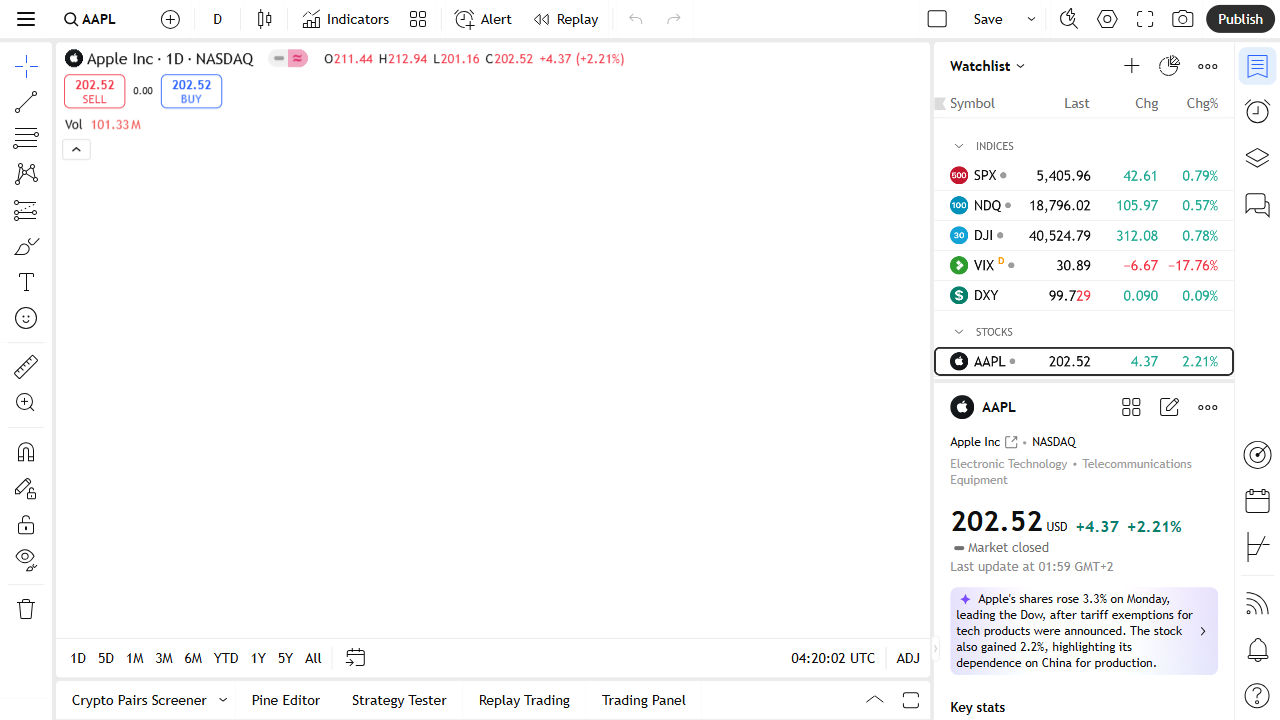 AAPL D Indicators Alert Replay Save Publish
Apple Inc · 1D · NASDAQ O211.44 H212.94 L201.16 C202.52 +4.37 (+2.21%)
202.52 SELL 0.00 202.52 BUY
Vol 101.33 M
1D 5D 1M 3M 6M YTD 1Y 5Y All 04:20:02 UTC ADJ
Crypto Pairs Screener Pine Editor Strategy Tester Replay Trading Trading Panel
Watchlist
Symbol Last Chg Chg%
INDICES
500 SPX 5,405.96 42.61 0.79%
100 NDQ 18,796.02 105.97 0.57%
30 DJI 40,524.79 312.08 0.78%
VIX D 30.89 −6.67 −17.76%
$ DXY 99.729 0.090 0.09%
STOCKS
AAPL 202.52 4.37 2.21%
AAPL
Apple Inc • NASDAQ
Electronic Technology • Telecommunications
Equipment
202.52 USD +4.37 +2.21%
Market closed
Last update at 01:59 GMT+2
Apple's shares rose 3.3% on Monday,
leading the Dow, after tariff exemptions for
tech products were announced. The stock
also gained 2.2%, highlighting its
dependence on China for production.
Key stats